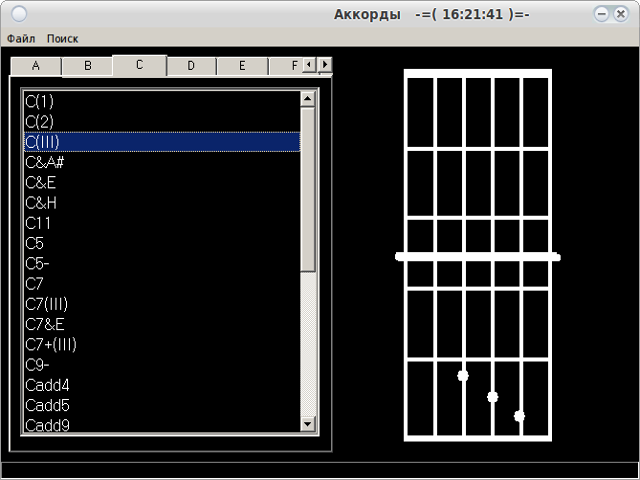 Аккорды -=( 16:21:41 )=-
Файл Поиск
A B C D E F
C(1)
C(2)
C(III)
C&A#
C&E
C&H
C11
C5
C5-
C7
C7(III)
C7&E
C7+(III)
C9-
Cadd4
Cadd5
Cadd9